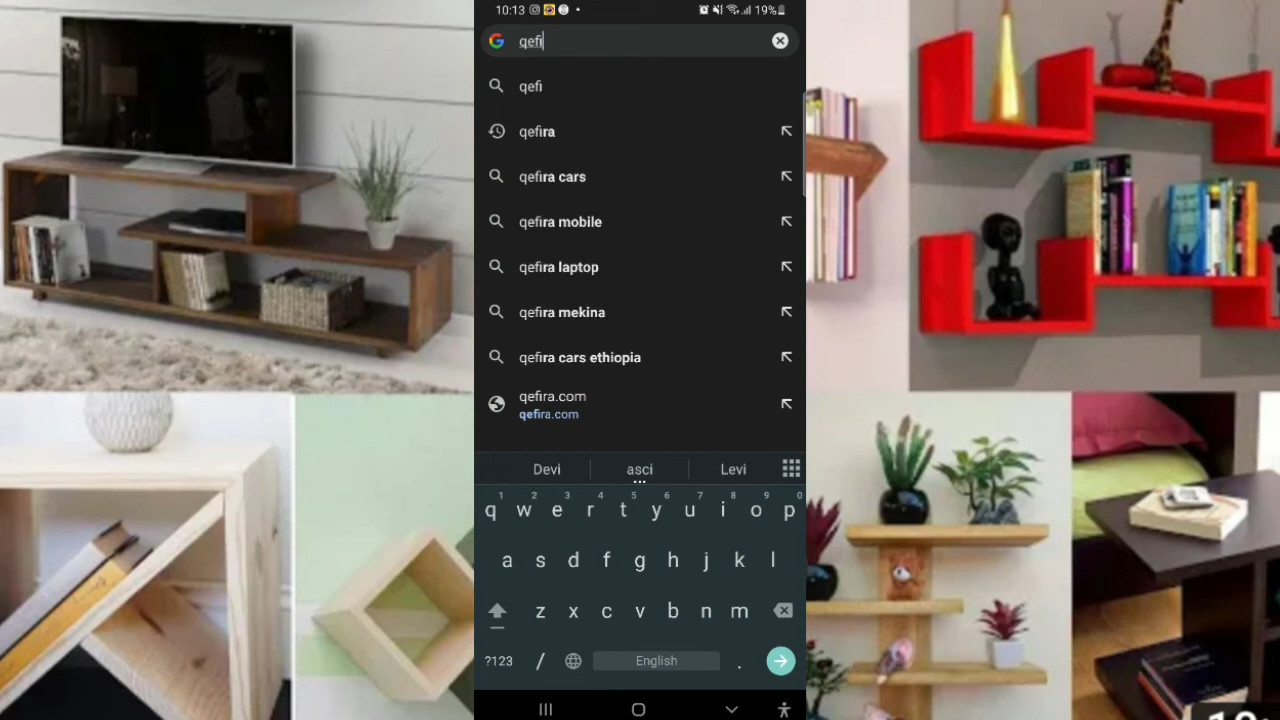 10:13
19%
qefi
qefi
qefira
qefira cars
qefira mobile
qefira laptop
qefira mekina
qefira cars ethiopia
qefira.com
qefira.com
Devi asci Levi
1 2 3 4 5 6 7 8 9 0
q w e r t y u i o p
a s d f g h j k l
z x c v b n m
?123 / English .